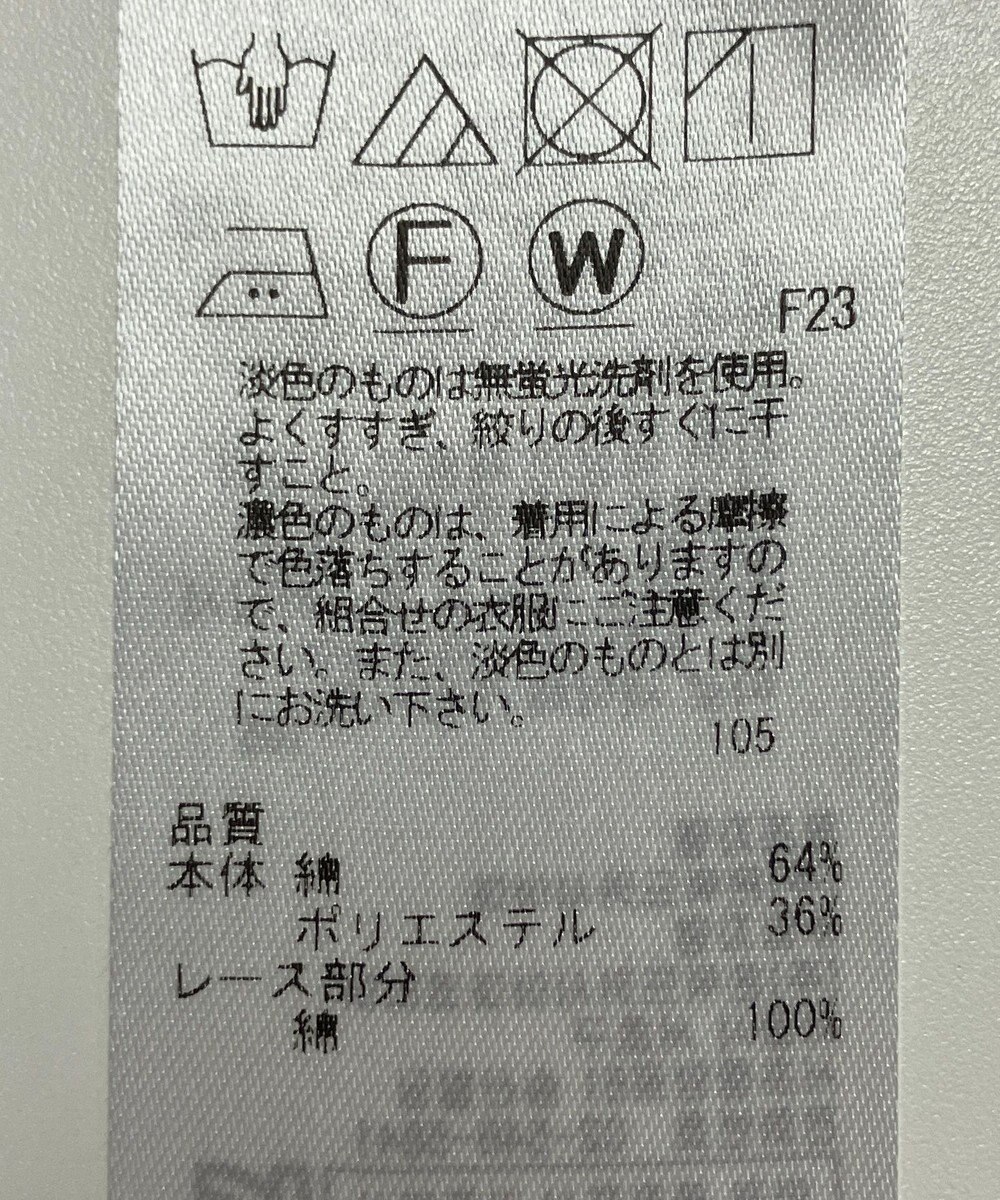 F
W
F23
淡色のものは無蛍光洗剤を使用。
よくすすぎ、絞りの後すぐに干
すこと。
濃色のものは、着用による摩擦
で色落ちすることがありますの
で、組合せの衣服にご注意くだ
さい。また、淡色のものとは別
にお洗い下さい。
105
品質
本体 綿 64%
ポリエステル 36%
レース部分
綿 100%